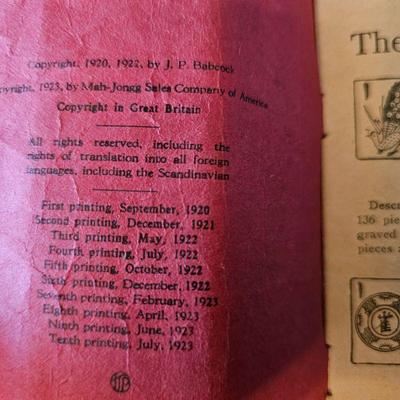 Copyright, 1920, 1922, by J. P. Babcock
opyright, 1923, by Mah-Jongg Sales Company of America
Copyright in Great Britain
All rights reserved, including the
rights of translation into all foreign
languages, including the Scandinavian
First printing, September, 1920
Second printing, December, 1921
Third printing, May, 1922
Fourth printing, July, 1922
Fifth printing, October, 1922
Sixth printing, December, 1922
Seventh printing, February, 1923
Eighth printing, April, 1923
Ninth printing, June, 1923
Tenth printing, July, 1923
The
Descr
136 pie
graved
pieces a